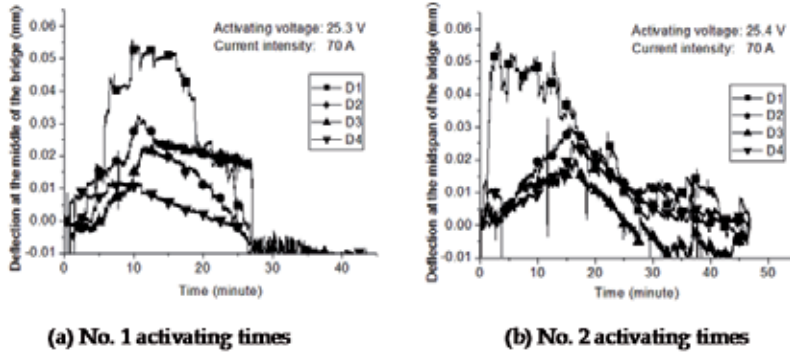 Deflection at the middle of the bridge (mm)
0.06
0.05
0.04
0.03
0.02
0.01
0.00
-0.01
Activating voltage: 25.3 V
Current intensity: 70 A
D1
D2
D3
D4
0 10 20 30 40
Time (minute)
(a) No. 1 activating times
Deflection at the midspan of the bridge (mm)
0.06
0.05
0.04
0.03
0.02
0.01
0.00
-0.01
Activating voltage: 25.4 V
Current intensity: 70 A
D1
D2
D3
D4
0 10 20 30 40 50
Time (minute)
(b) No. 2 activating times